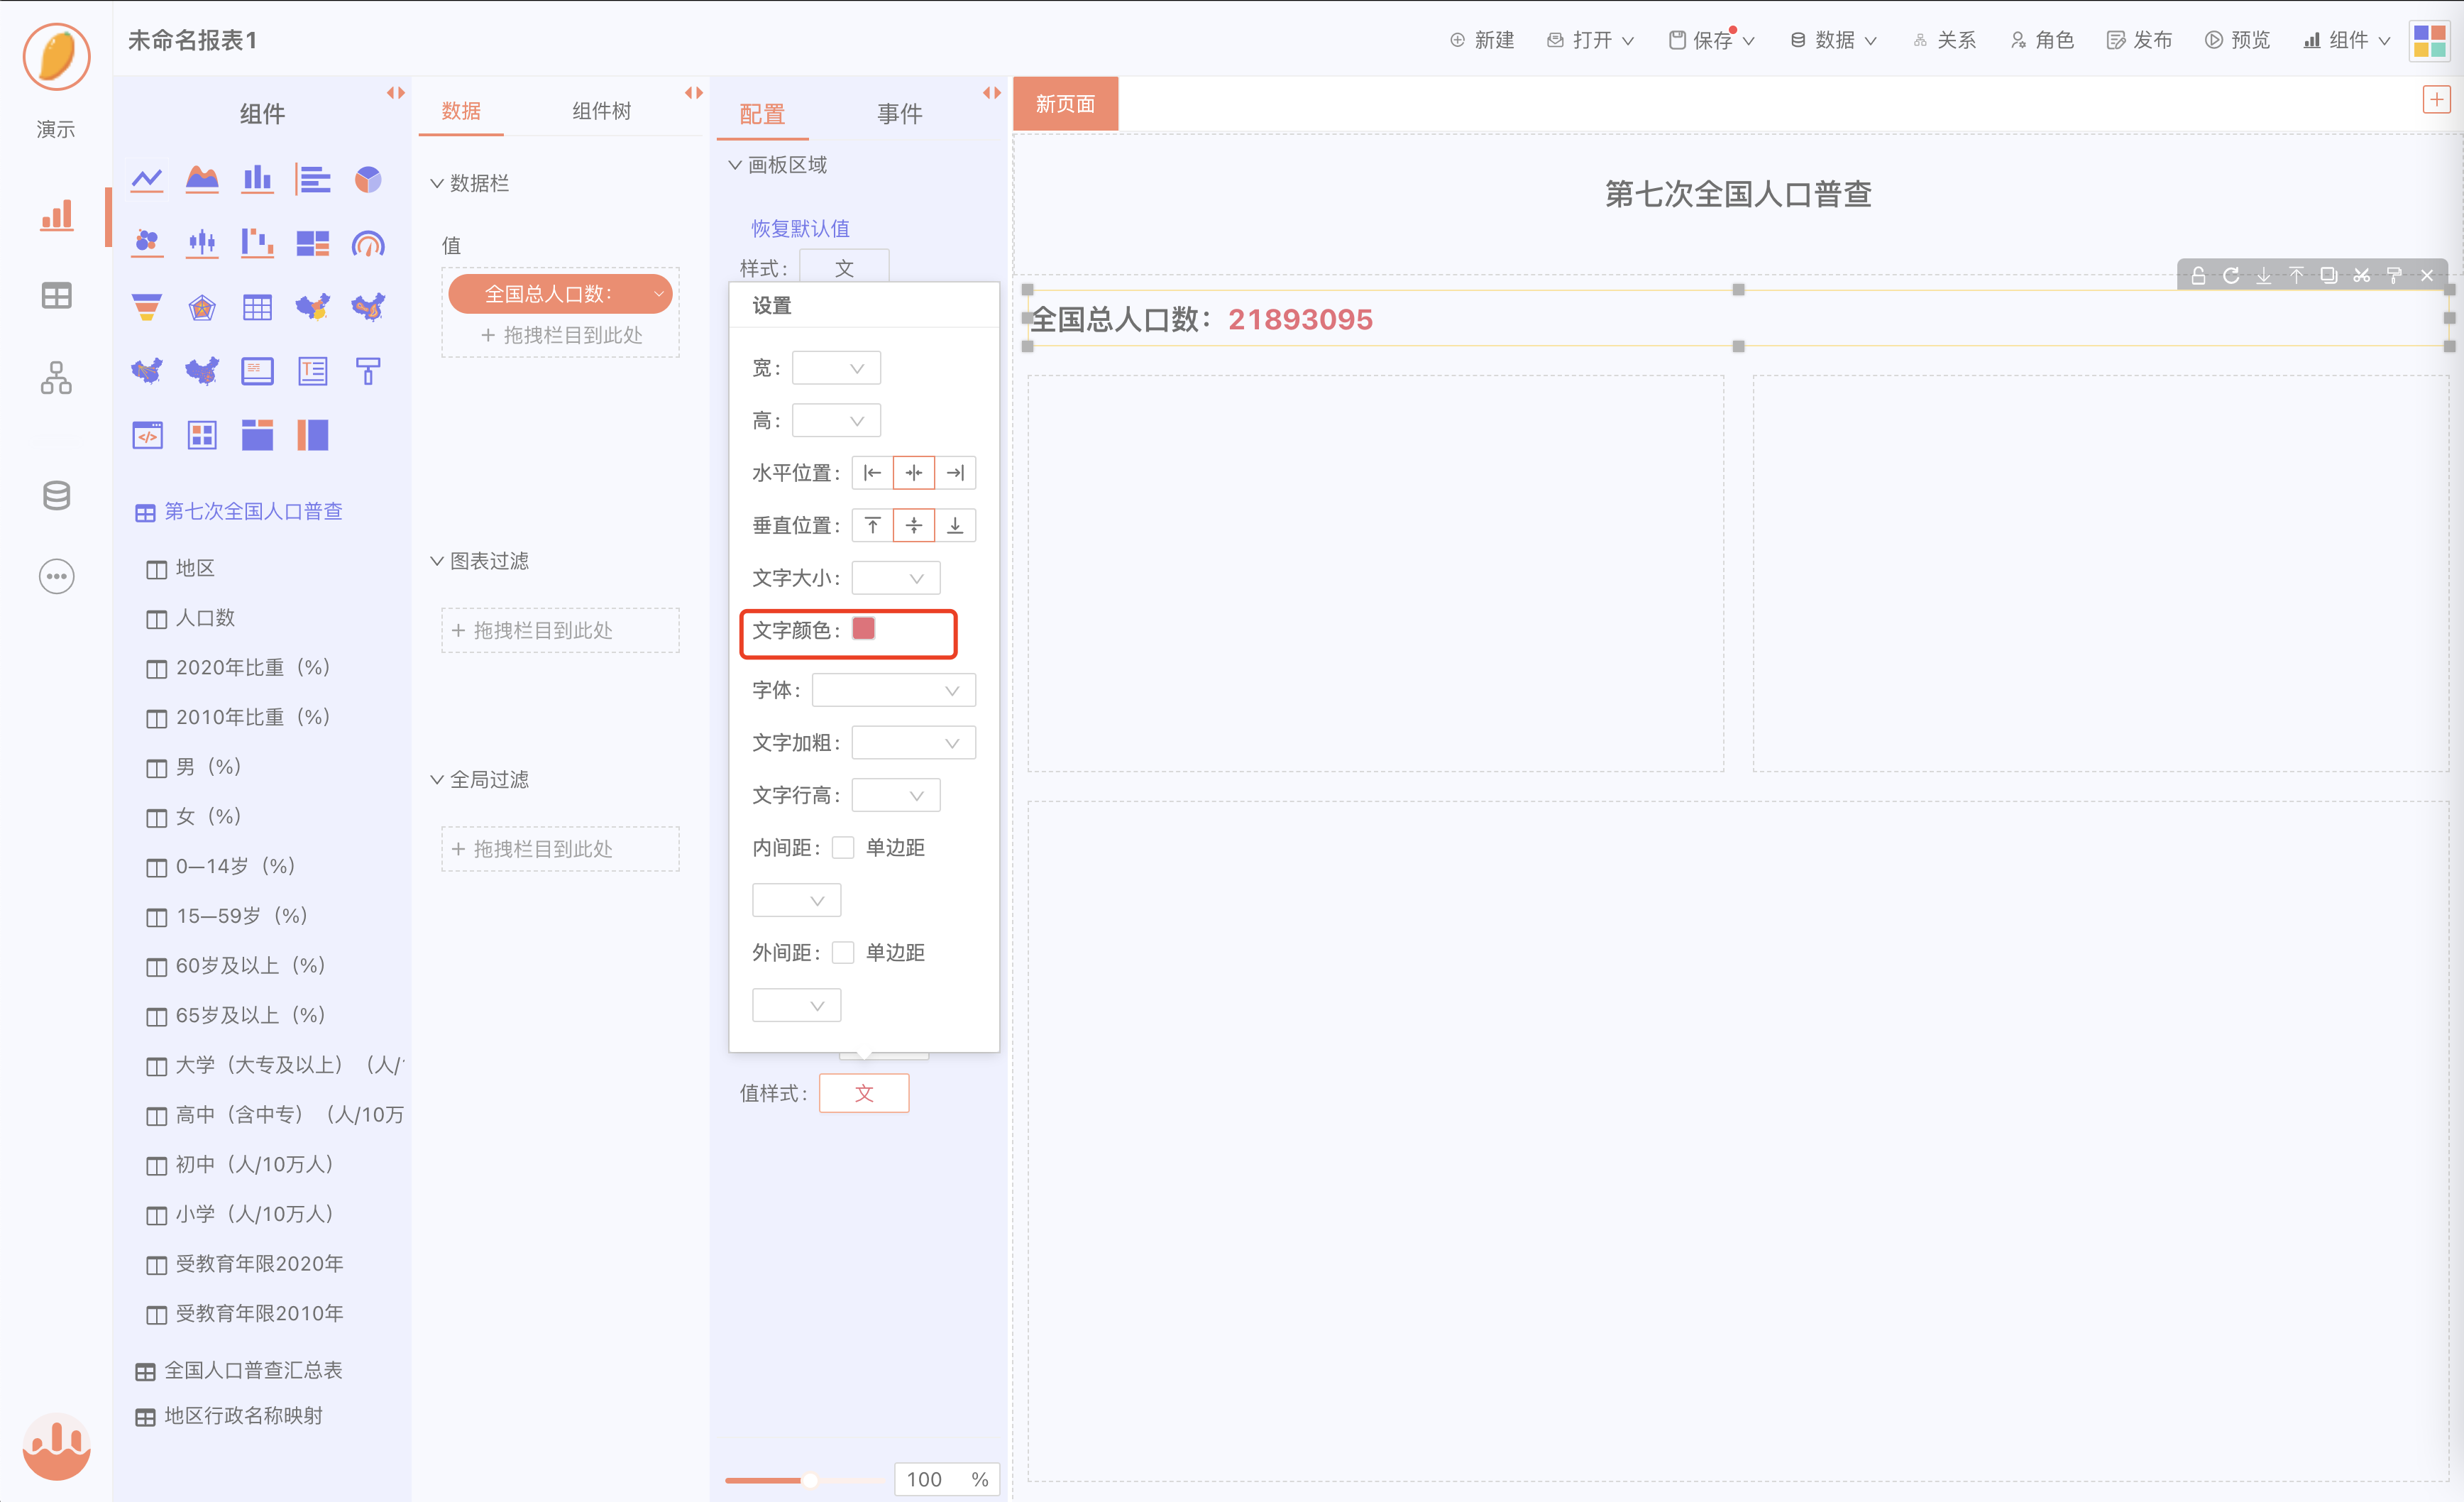 未命名报表1
新建
打开
保存
数据
关系
角色
发布
预览
组件
演示
组件
第七次全国人口普查
地区
人口数
2020年比重（%）
2010年比重（%）
男（%）
女（%）
0—14岁（%）
15—59岁（%）
60岁及以上（%）
65岁及以上（%）
大学（大专及以上）（人/
高中（含中专）（人/10万
初中（人/10万人）
小学（人/10万人）
受教育年限2020年
受教育年限2010年
全国人口普查汇总表
地区行政名称映射
数据
组件树
数据栏
值
全国总人口数:
+ 拖拽栏目到此处
图表过滤
+ 拖拽栏目到此处
全局过滤
+ 拖拽栏目到此处
配置
事件
画板区域
恢复默认值
样式: 文
设置
宽:
高:
水平位置:
垂直位置:
文字大小:
文字颜色:
字体:
文字加粗:
文字行高:
内间距: 单边距
外间距: 单边距
值样式: 文
100 %
新页面
第七次全国人口普查
全国总人口数: 21893095